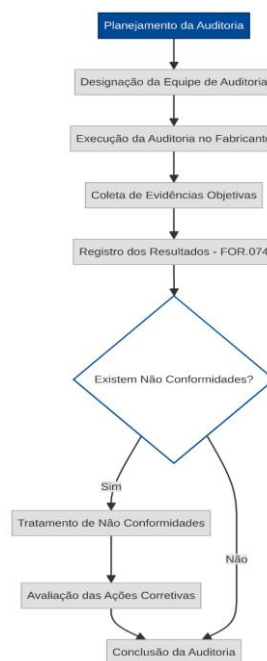 Planejamento da Auditoria
Designação da Equipe de Auditoria
Execução da Auditoria no Fabricante
Coleta de Evidências Objetivas
Registro dos Resultados - FOR.074
Existem Não Conformidades?
Sim
Tratamento de Não Conformidades
Não
Avaliação das Ações Corretivas
Conclusão da Auditoria